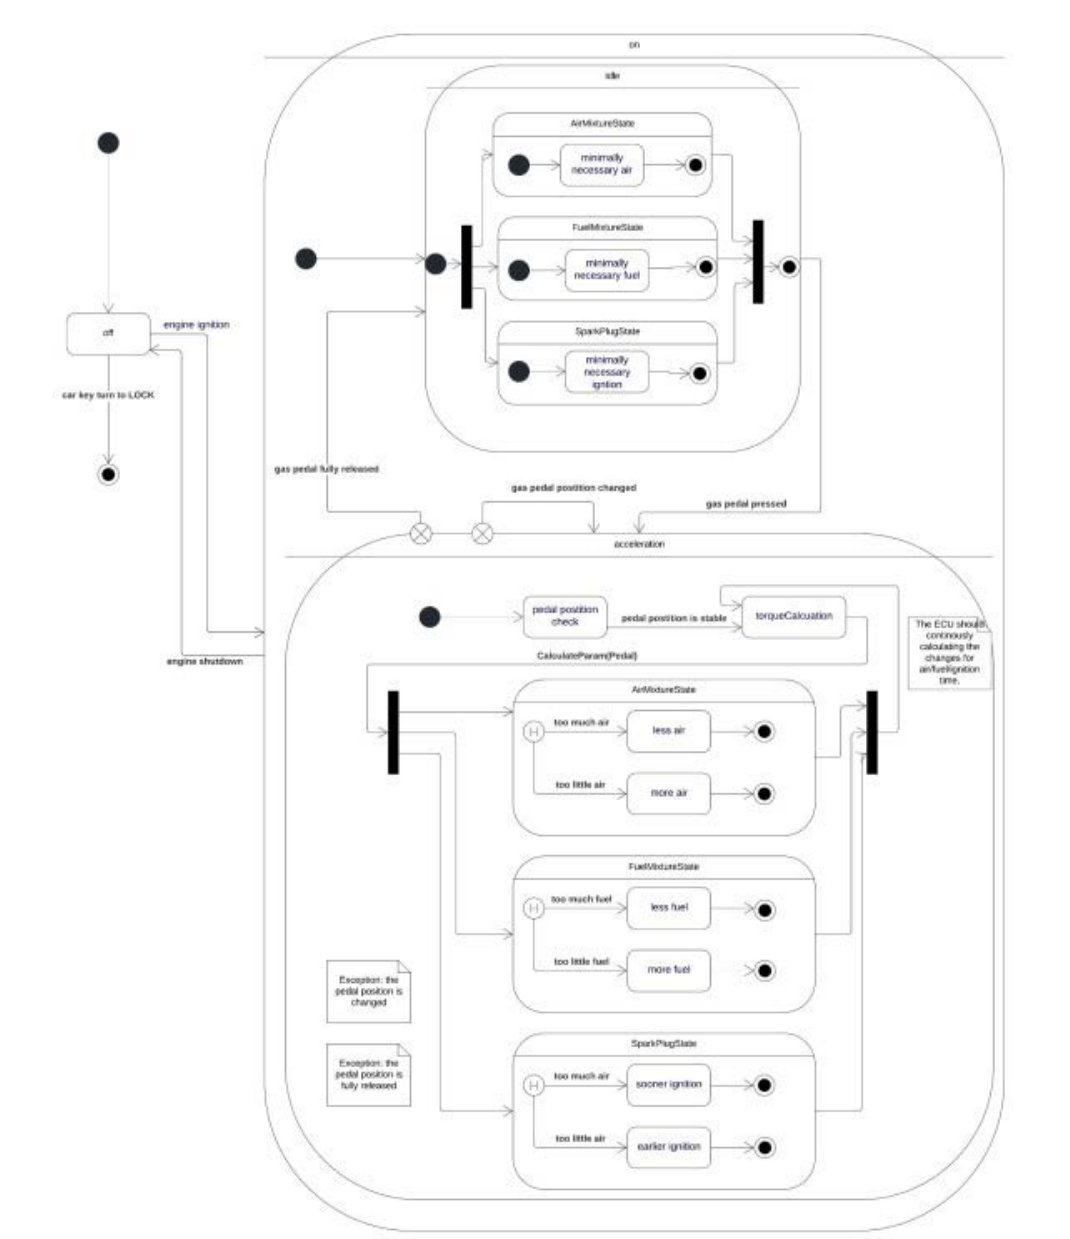 on
idle
AirMixtureState
minimally
necessary air
FuelMixtureState
minimally
necessary fuel
off
engine ignition
SparkPlugState
minimally
necessary
igntion
car key turn to LOCK
gas pedal fully released
gas pedal postition changed
gas pedal pressed
acceleration
pedal postition
check
pedal postition is stable
torqueCalcuation
The ECU should
continously
calculating the
changes for
air/fuel/ignition
time.
CalculateParam(Pedal)
engine shutdown
AirMixtureState
H
too much air
less air
too little air
more air
FuelMixtureState
H
too much fuel
less fuel
too little fuel
more fuel
Exception: the
pedal position is
changed
SparkPlugState
Exception: the
pedal position is
fully released
H
too much air
sooner ignition
too little air
earlier ignition